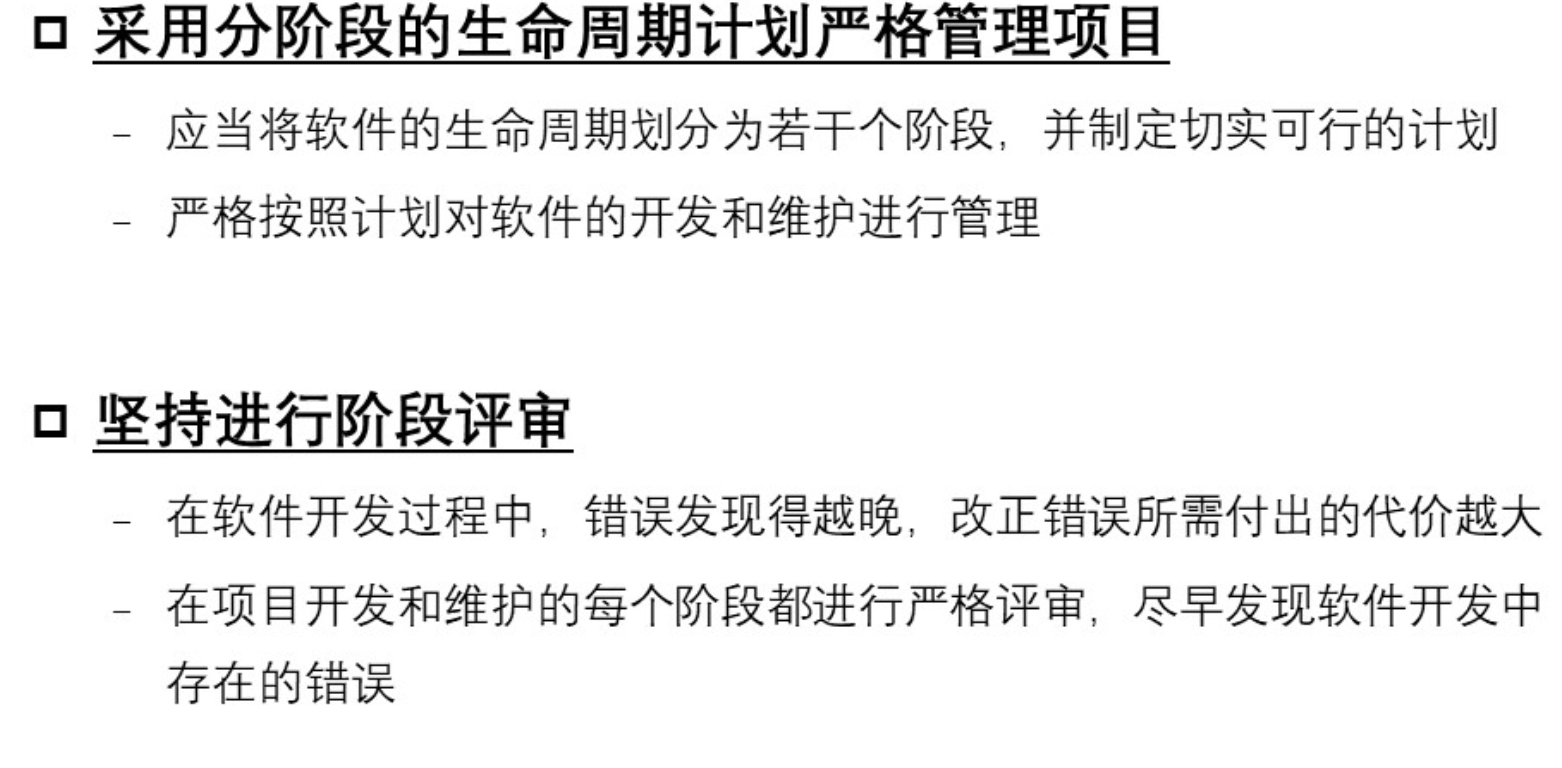 采用分阶段的生命周期计划严格管理项目
– 应当将软件的生命周期划分为若干个阶段，并制定切实可行的计划
– 严格按照计划对软件的开发和维护进行管理
坚持进行阶段评审
– 在软件开发过程中，错误发现得越晚，改正错误所需付出的代价越大
– 在项目开发和维护的每个阶段都进行严格评审，尽早发现软件开发中
存在的错误